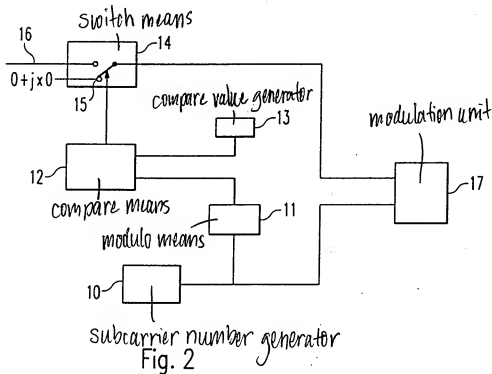 switch means
16
14
0+j×0
15
compare value generator
13
modulation unit
12
compare means
17
11
modulo means
10
subcarrier number generator
Fig. 2